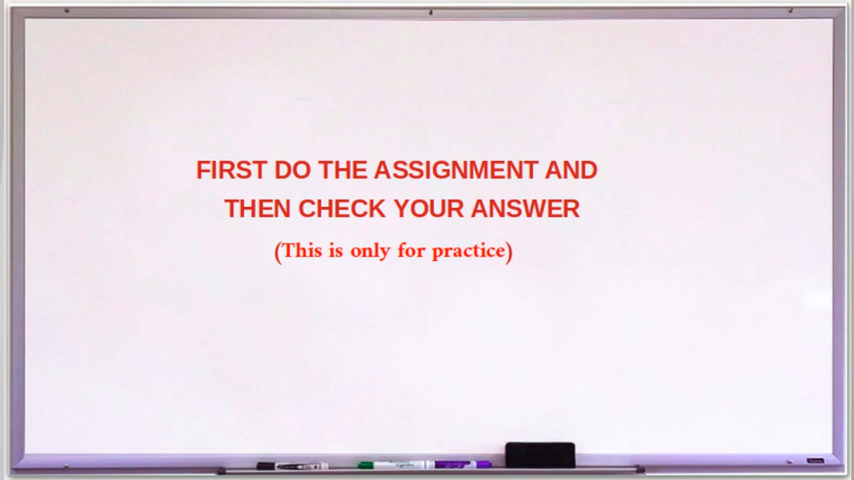 FIRST DO THE ASSIGNMENT AND
THEN CHECK YOUR ANSWER
(This is only for practice)